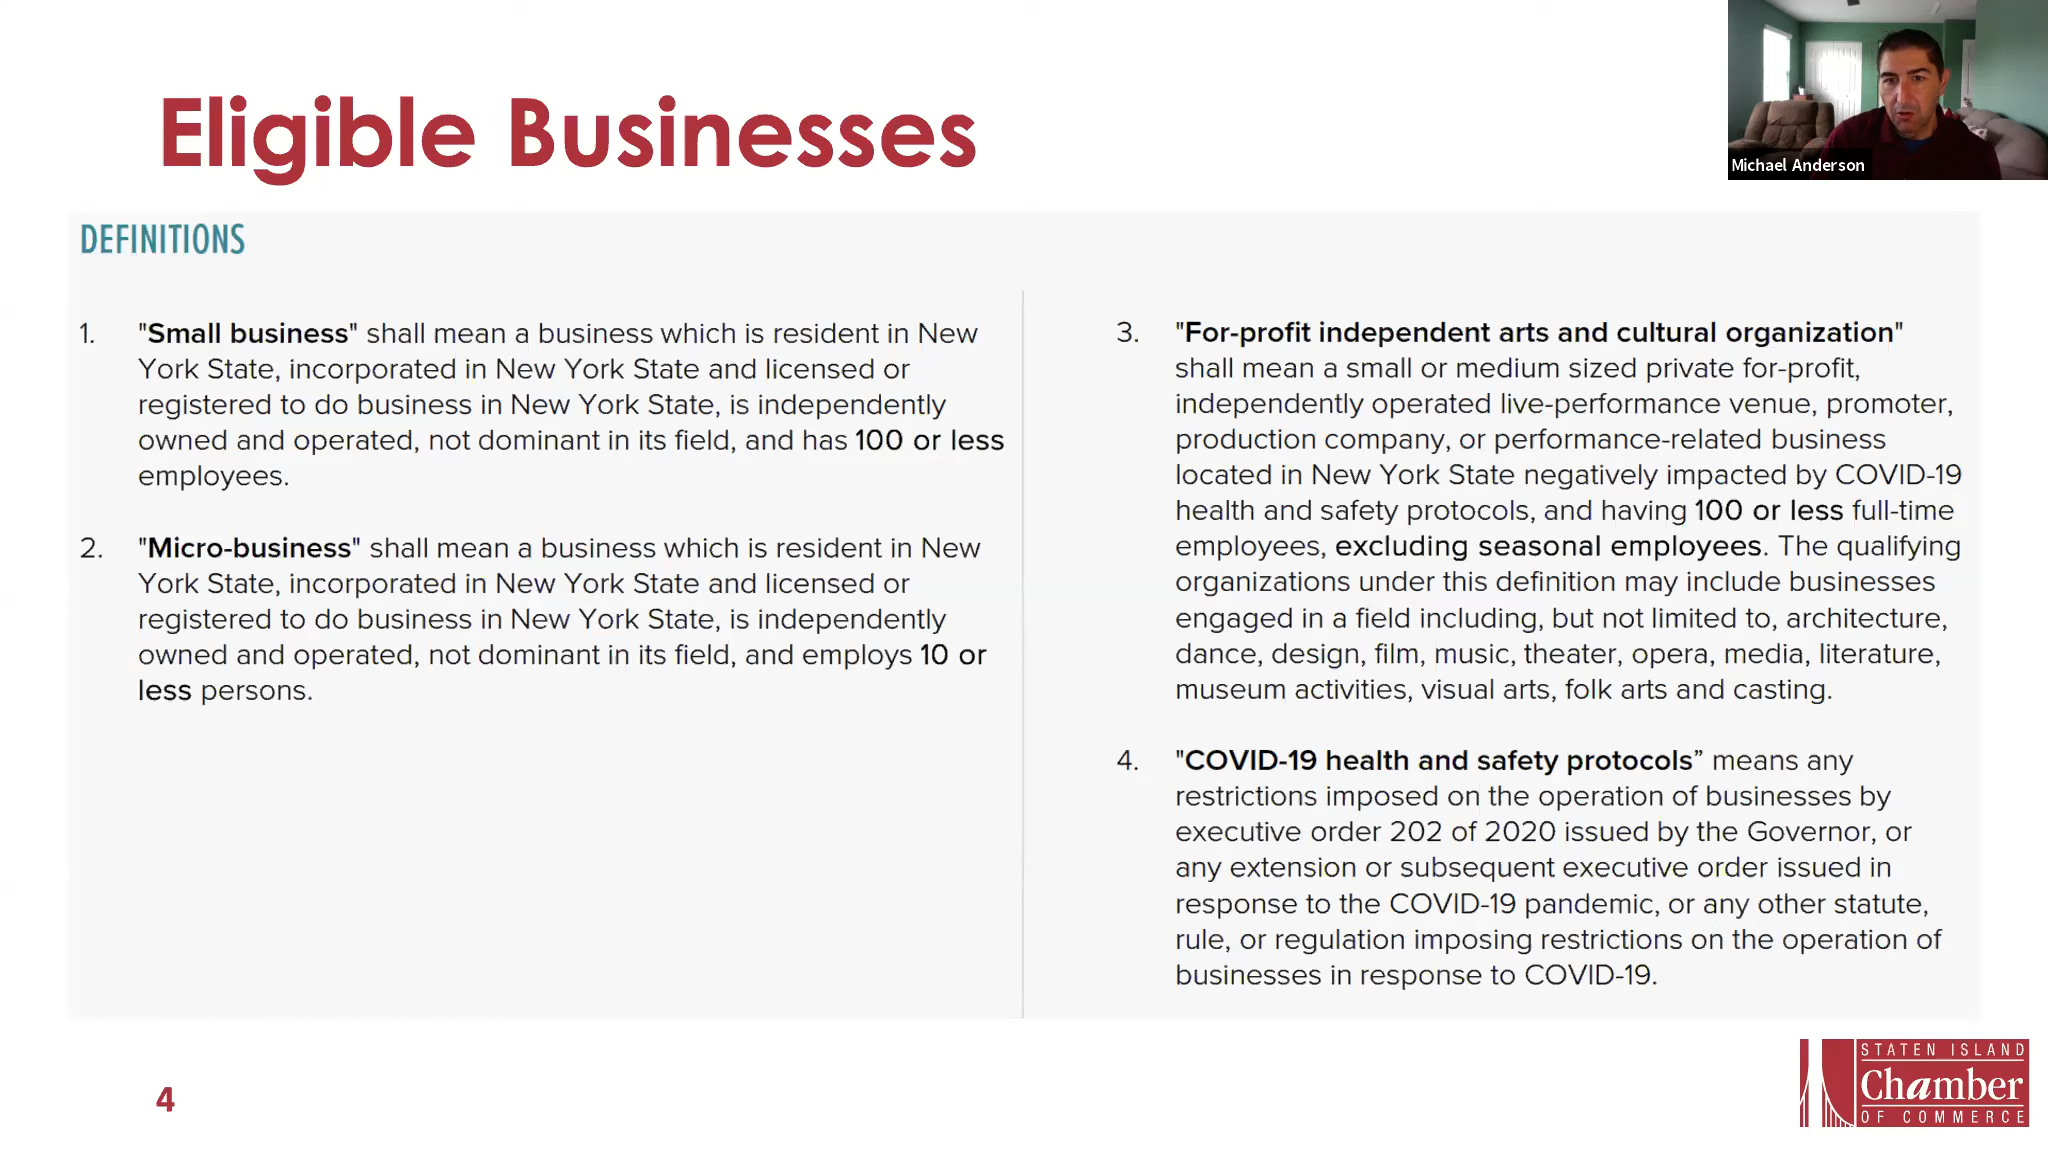 Eligible Businesses
Michael Anderson
DEFINITIONS
1. "Small business" shall mean a business which is resident in New
York State, incorporated in New York State and licensed or
registered to do business in New York State, is independently
owned and operated, not dominant in its field, and has 100 or less
employees.
2. "Micro-business" shall mean a business which is resident in New
York State, incorporated in New York State and licensed or
registered to do business in New York State, is independently
owned and operated, not dominant in its field, and employs 10 or
less persons.
3. "For-profit independent arts and cultural organization"
shall mean a small or medium sized private for-profit,
independently operated live-performance venue, promoter,
production company, or performance-related business
located in New York State negatively impacted by COVID-19
health and safety protocols, and having 100 or less full-time
employees, excluding seasonal employees. The qualifying
organizations under this definition may include businesses
engaged in a field including, but not limited to, architecture,
dance, design, film, music, theater, opera, media, literature,
museum activities, visual arts, folk arts and casting.
4. "COVID-19 health and safety protocols” means any
restrictions imposed on the operation of businesses by
executive order 202 of 2020 issued by the Governor, or
any extension or subsequent executive order issued in
response to the COVID-19 pandemic, or any other statute,
rule, or regulation imposing restrictions on the operation of
businesses in response to COVID-19.
4
STATEN ISLAND
Chamber
OF COMMERCE